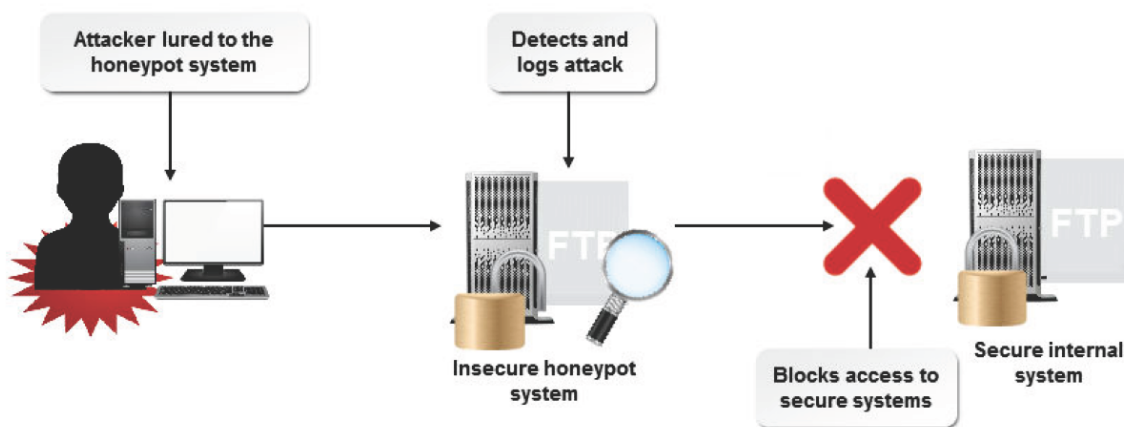 Attacker lured to the
honeypot system
Detects and
logs attack
FTP
FTP
Insecure honeypot
system
Blocks access to
secure systems
Secure internal
system